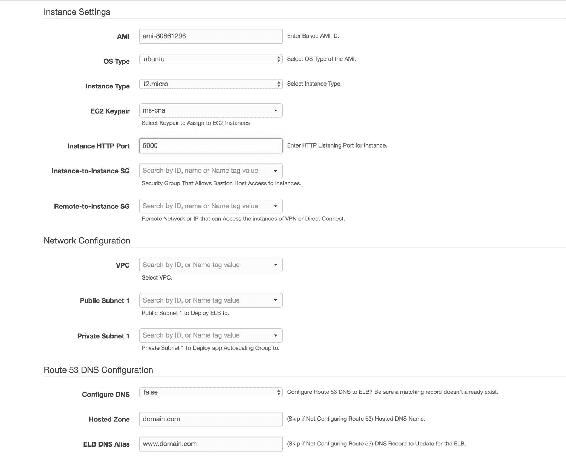 Instance Settings
AMI
Enter Baked AMI ID.
OS Type
ubuntu
Select OS Type of the AMI.
Instance Type
t2.micro
Select Instance Type.
EC2 Keypair
Select Keypair to Assign to EC2 Instances
Instance HTTP Port
5000
Enter HTTP Listening Port for Instance.
Instance-to-Instance SG
Search by ID, name or Name tag value
Security Group That Allows Bastion Host Access to Instances.
Remote-to-Instance SG
Search by ID, name or Name tag value
Remote Network or IP that can Access the instances of VPN or Direct Connect.
Network Configuration
VPC
Search by ID, or Name tag value
Select VPC.
Public Subnet 1
Search by ID, or Name tag value
Public Subnet 1 to Deploy ELB to.
Private Subnet 1
Search by ID, or Name tag value
Private Subnet 1 to Deploy app Autoscaling Group to.
Route 53 DNS Configuration
Configure DNS
false
Configure Route 53 DNS to ELB? Be sure a matching record doesn't already exist.
Hosted Zone
domain.com
(Skip if Not Configuring Route 53) Hosted DNS Name.
ELB DNS Alias
www.domain.com
(Skip if Not Configuring Route 53) DNS Record to Update for the ELB.